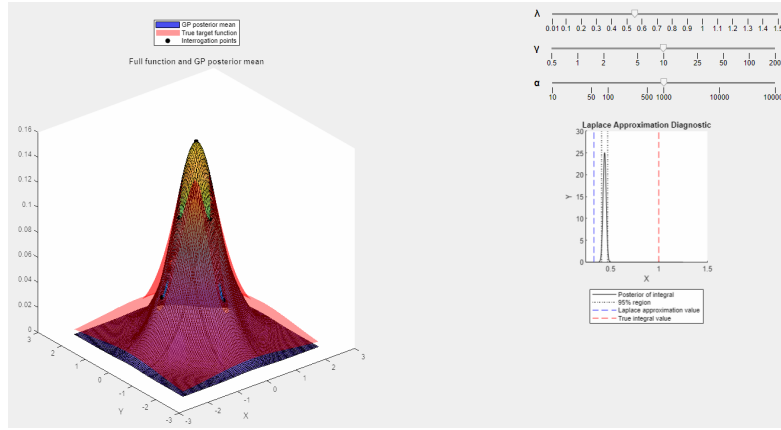 GP posterior mean
True target function
Interrogation points
Full function and GP posterior mean
0.16
0.14
0.12
0.1
0.08
0.06
0.04
0.02
0
3
2
1
0
-1
-2
-3
Y
-3
-2
-1
0
1
2
3
X
λ
0.01 0.1 0.2 0.3 0.4 0.5 0.6 0.7 0.8 0.9 1 1.1 1.2 1.3 1.4 1.5
γ
0.5 1 2 5 10 25 50 100 200
α
10 50 100 500 1000 10000
Laplace Approximation Diagnostic
30
25
20
15
10
5
0
Y
0.5 1 1.5
X
Posterior of integral
95% region
Laplace approximation value
True integral value